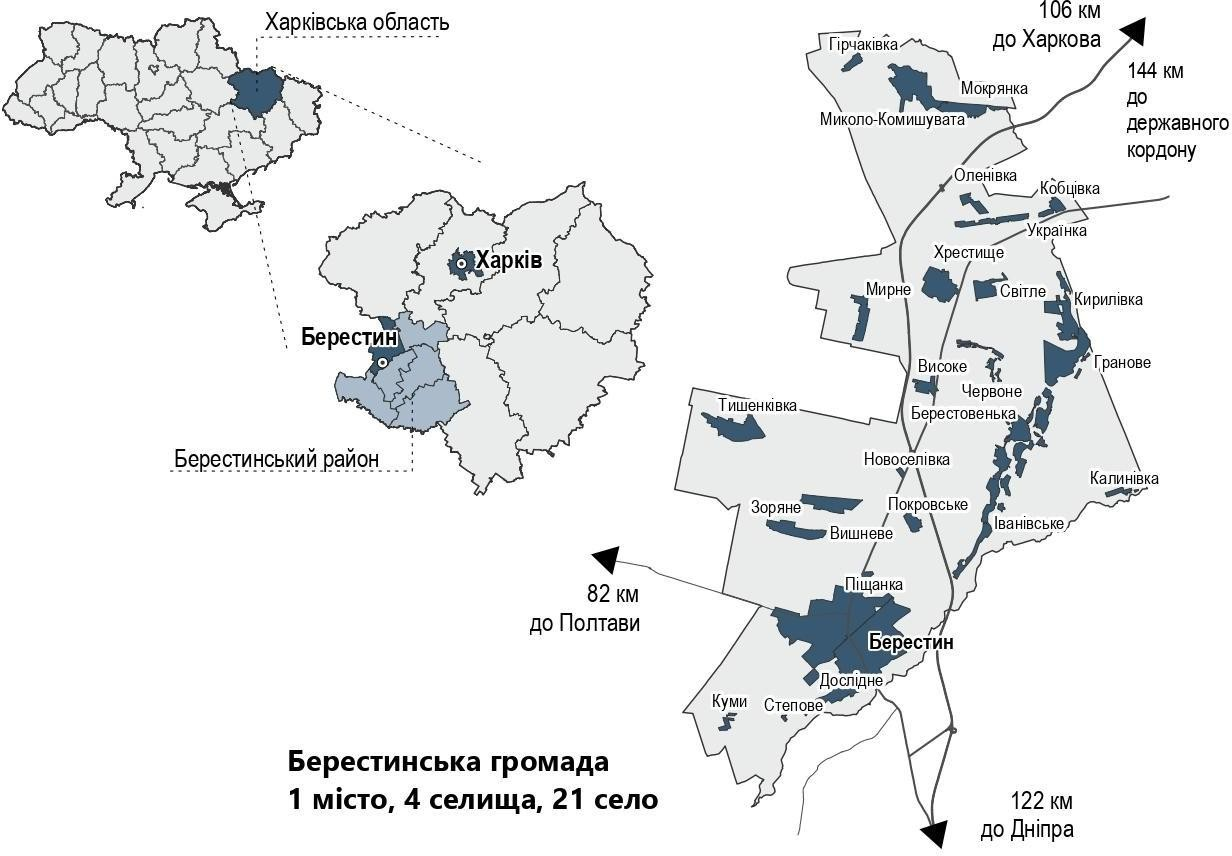 Харківська область
Харків
Берестин
Берестинський район
106 км
до Харкова
144 км
до
державного
кордону
Гірчаківка
Мокрянка
Миколо-Комишувата
Оленівка
Кобцівка
Українка
Хрестище
Мирне
Світле
Кирилівка
Гранове
Високе
Червоне
Берестовенька
Тишенківка
Новоселівка
Калинівка
Зоряне
Покровське
Вишневе
Іванівське
82 км
до Полтави
Піщанка
Берестин
Дослідне
Куми
Степове
Берестинська громада
1 місто, 4 селища, 21 село
122 км
до Дніпра